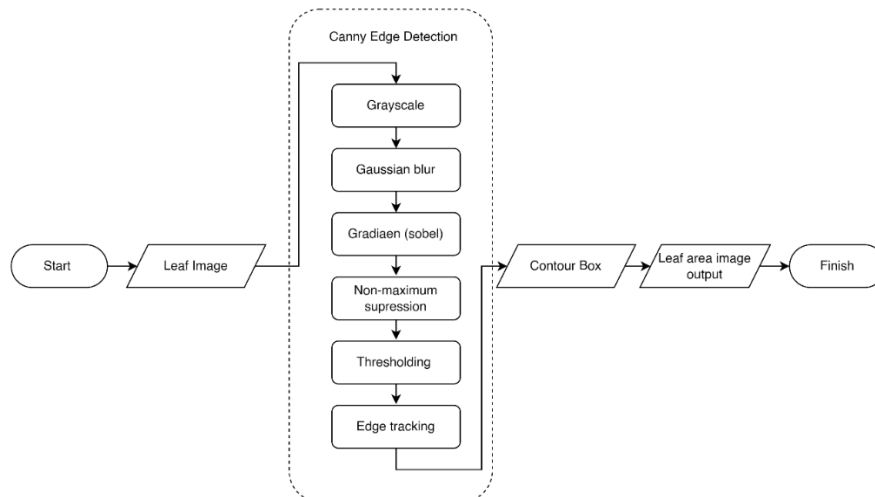 Canny Edge Detection
Grayscale
Gaussian blur
Gradiaen (sobel)
Start
Leaf Image
Non-maximum
supression
Thresholding
Edge tracking
Contour Box
Leaf area image
output
Finish